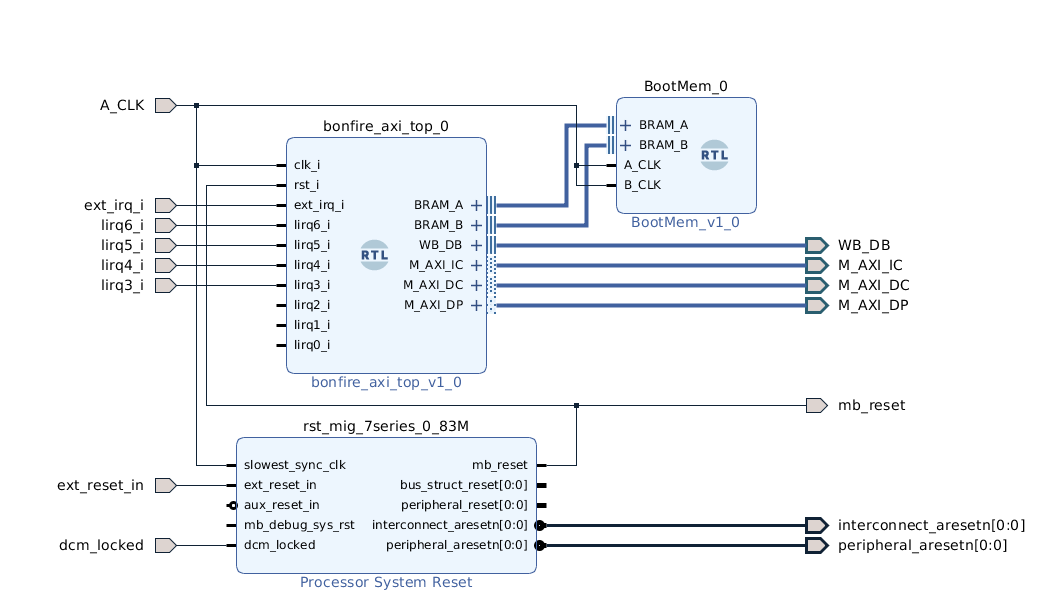 BootMem_0
BRAM_A
BRAM_B
A_CLK
B_CLK
RTL
BootMem_v1_0
A_CLK
bonfire_axi_top_0
clk_i
rst_i
ext_irq_i
lirq6_i
lirq5_i
lirq4_i
lirq3_i
lirq2_i
lirq1_i
lirq0_i
RTL
BRAM_A
BRAM_B
WB_DB
M_AXI_IC
M_AXI_DC
M_AXI_DP
bonfire_axi_top_v1_0
ext_irq_i
lirq6_i
lirq5_i
lirq4_i
lirq3_i
WB_DB
M_AXI_IC
M_AXI_DC
M_AXI_DP
mb_reset
rst_mig_7series_0_83M
slowest_sync_clk
ext_reset_in
aux_reset_in
mb_debug_sys_rst
dcm_locked
mb_reset
bus_struct_reset[0:0]
peripheral_reset[0:0]
interconnect_aresetn[0:0]
peripheral_aresetn[0:0]
Processor System Reset
ext_reset_in
dcm_locked
interconnect_aresetn[0:0]
peripheral_aresetn[0:0]